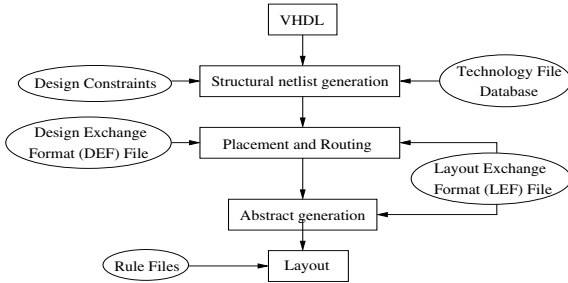 VHDL
Design Constraints
Structural netlist generation
Technology File
Database
Design Exchange
Format (DEF) File
Placement and Routing
Layout Exchange
Format (LEF) File
Abstract generation
Rule Files
Layout